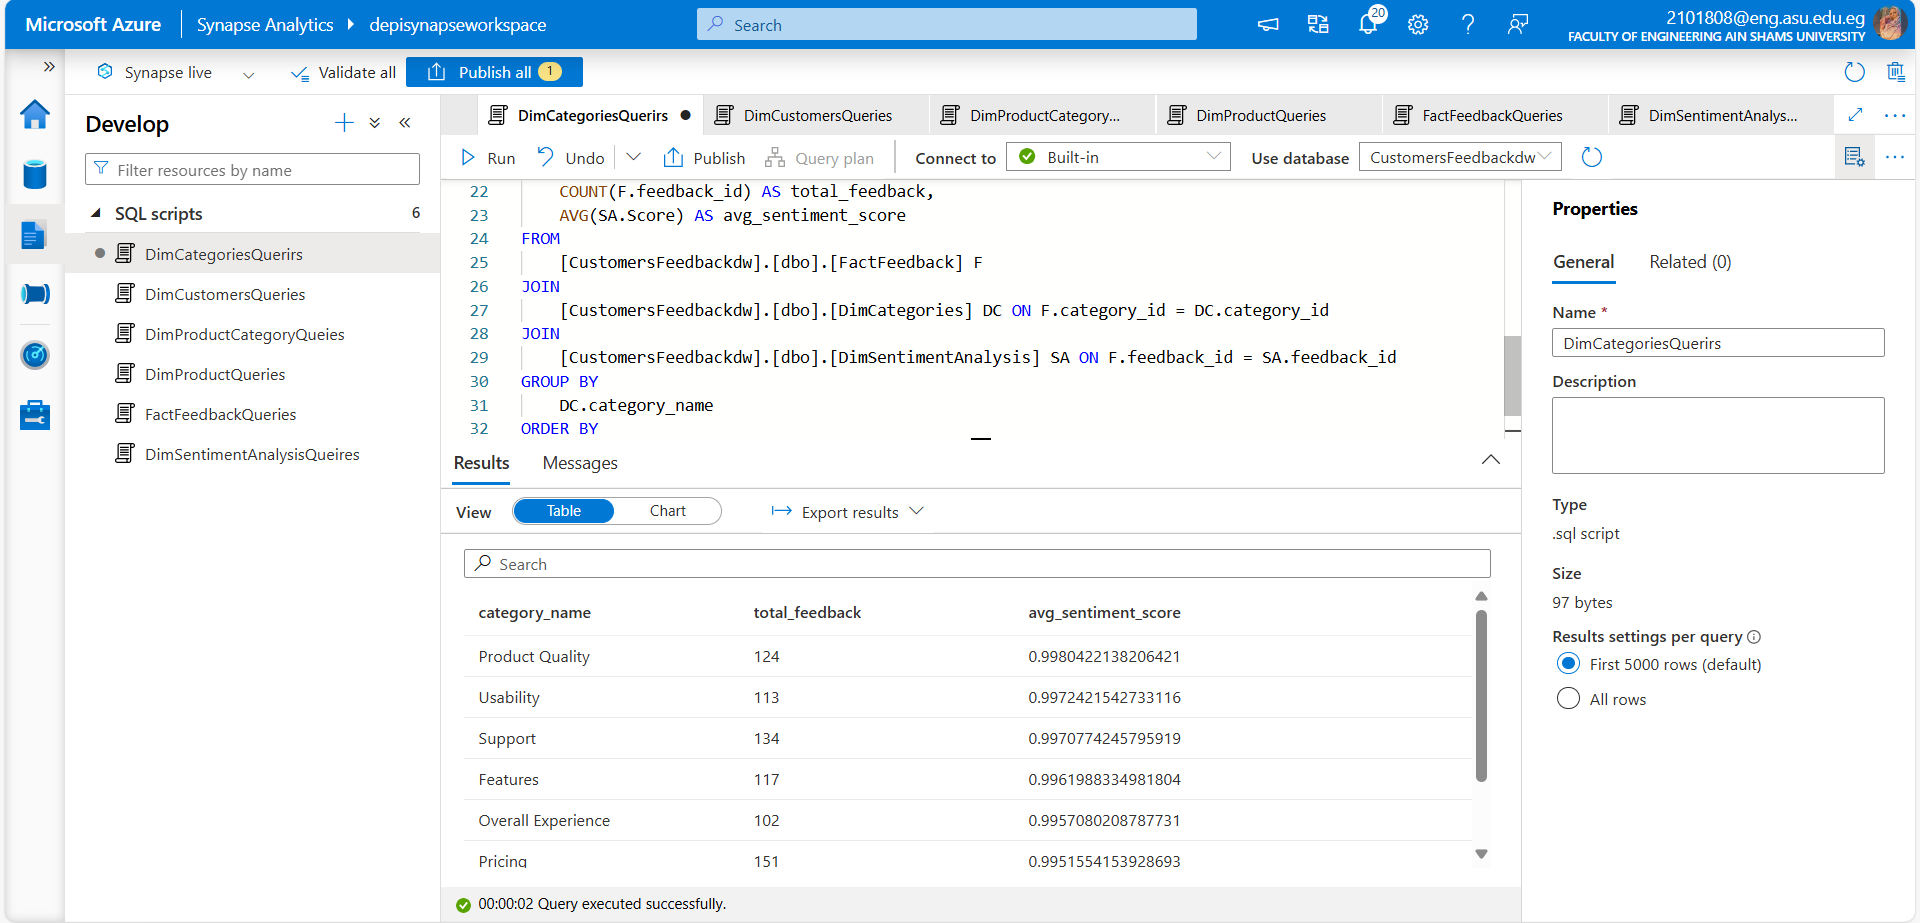 Microsoft Azure
Synapse Analytics
depisynapseworkspace
Search
20
2101808@eng.asu.edu.eg
FACULTY OF ENGINEERING AIN SHAMS UNIVERSITY
Synapse live
Validate all
Publish all 1
Develop
Filter resources by name
SQL scripts 6
DimCategoriesQuerirs
DimCustomersQueries
DimProductCategoryQueies
DimProductQueries
FactFeedbackQueries
DimSentimentAnalysisQueires
DimCategoriesQuerirs
DimCustomersQueries
DimProductCategory...
DimProductQueries
FactFeedbackQueries
DimSentimentAnalys...
Run
Undo
Publish
Query plan
Connect to
Built-in
Use database
CustomersFeedbackdw
22 COUNT(F.feedback_id) AS total_feedback,
23 AVG(SA.Score) AS avg_sentiment_score
24 FROM
25 [CustomersFeedbackdw].[dbo].[FactFeedback] F
26 JOIN
27 [CustomersFeedbackdw].[dbo].[DimCategories] DC ON F.category_id = DC.category_id
28 JOIN
29 [CustomersFeedbackdw].[dbo].[DimSentimentAnalysis] SA ON F.feedback_id = SA.feedback_id
30 GROUP BY
31 DC.category_name
32 ORDER BY
Results
Messages
View
Table
Chart
Export results
Search
category_name total_feedback avg_sentiment_score
Product Quality 124 0.9980422138206421
Usability 113 0.9972421542733116
Support 134 0.9970774245795919
Features 117 0.9961988334981804
Overall Experience 102 0.9957080208787731
Pricing 151 0.9951554153928693
00:00:02 Query executed successfully.
Properties
General
Related (0)
Name *
DimCategoriesQuerirs
Description
Type
.sql script
Size
97 bytes
Results settings per query
First 5000 rows (default)
All rows